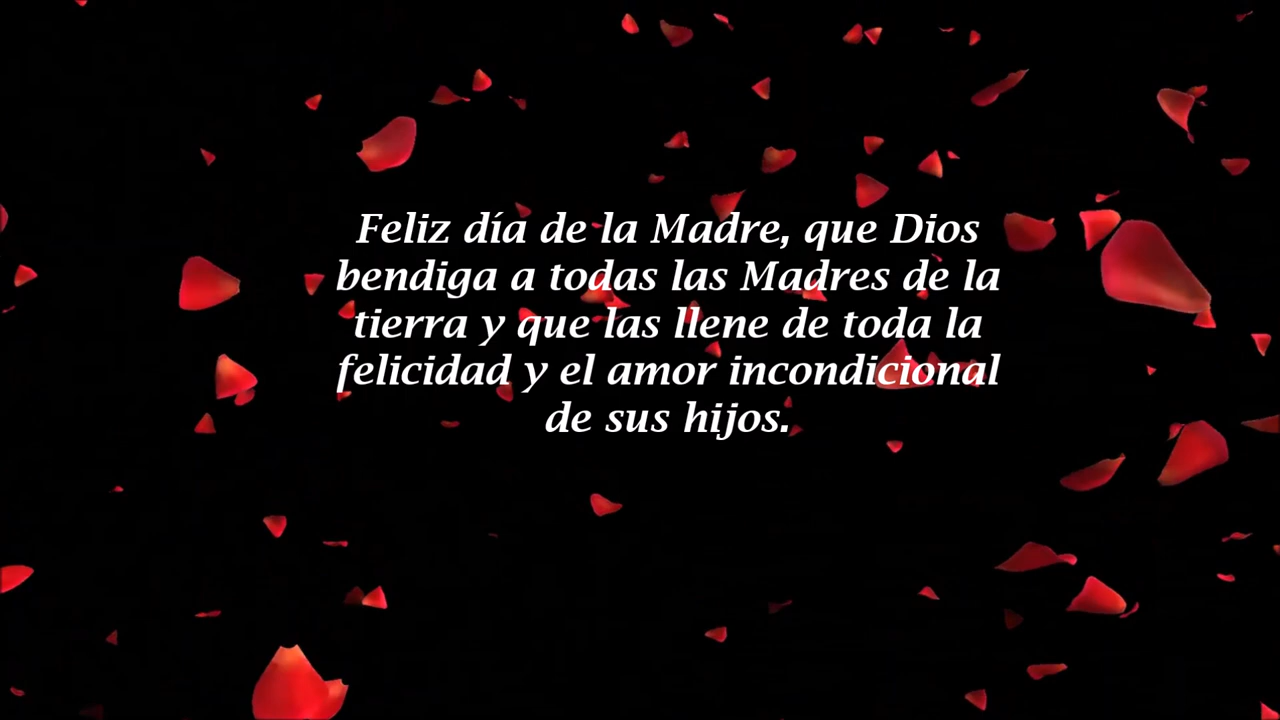 Feliz día de la Madre, que Dios
bendiga a todas las Madres de la
tierra y que las llene de toda la
felicidad y el amor incondicional
de sus hijos.